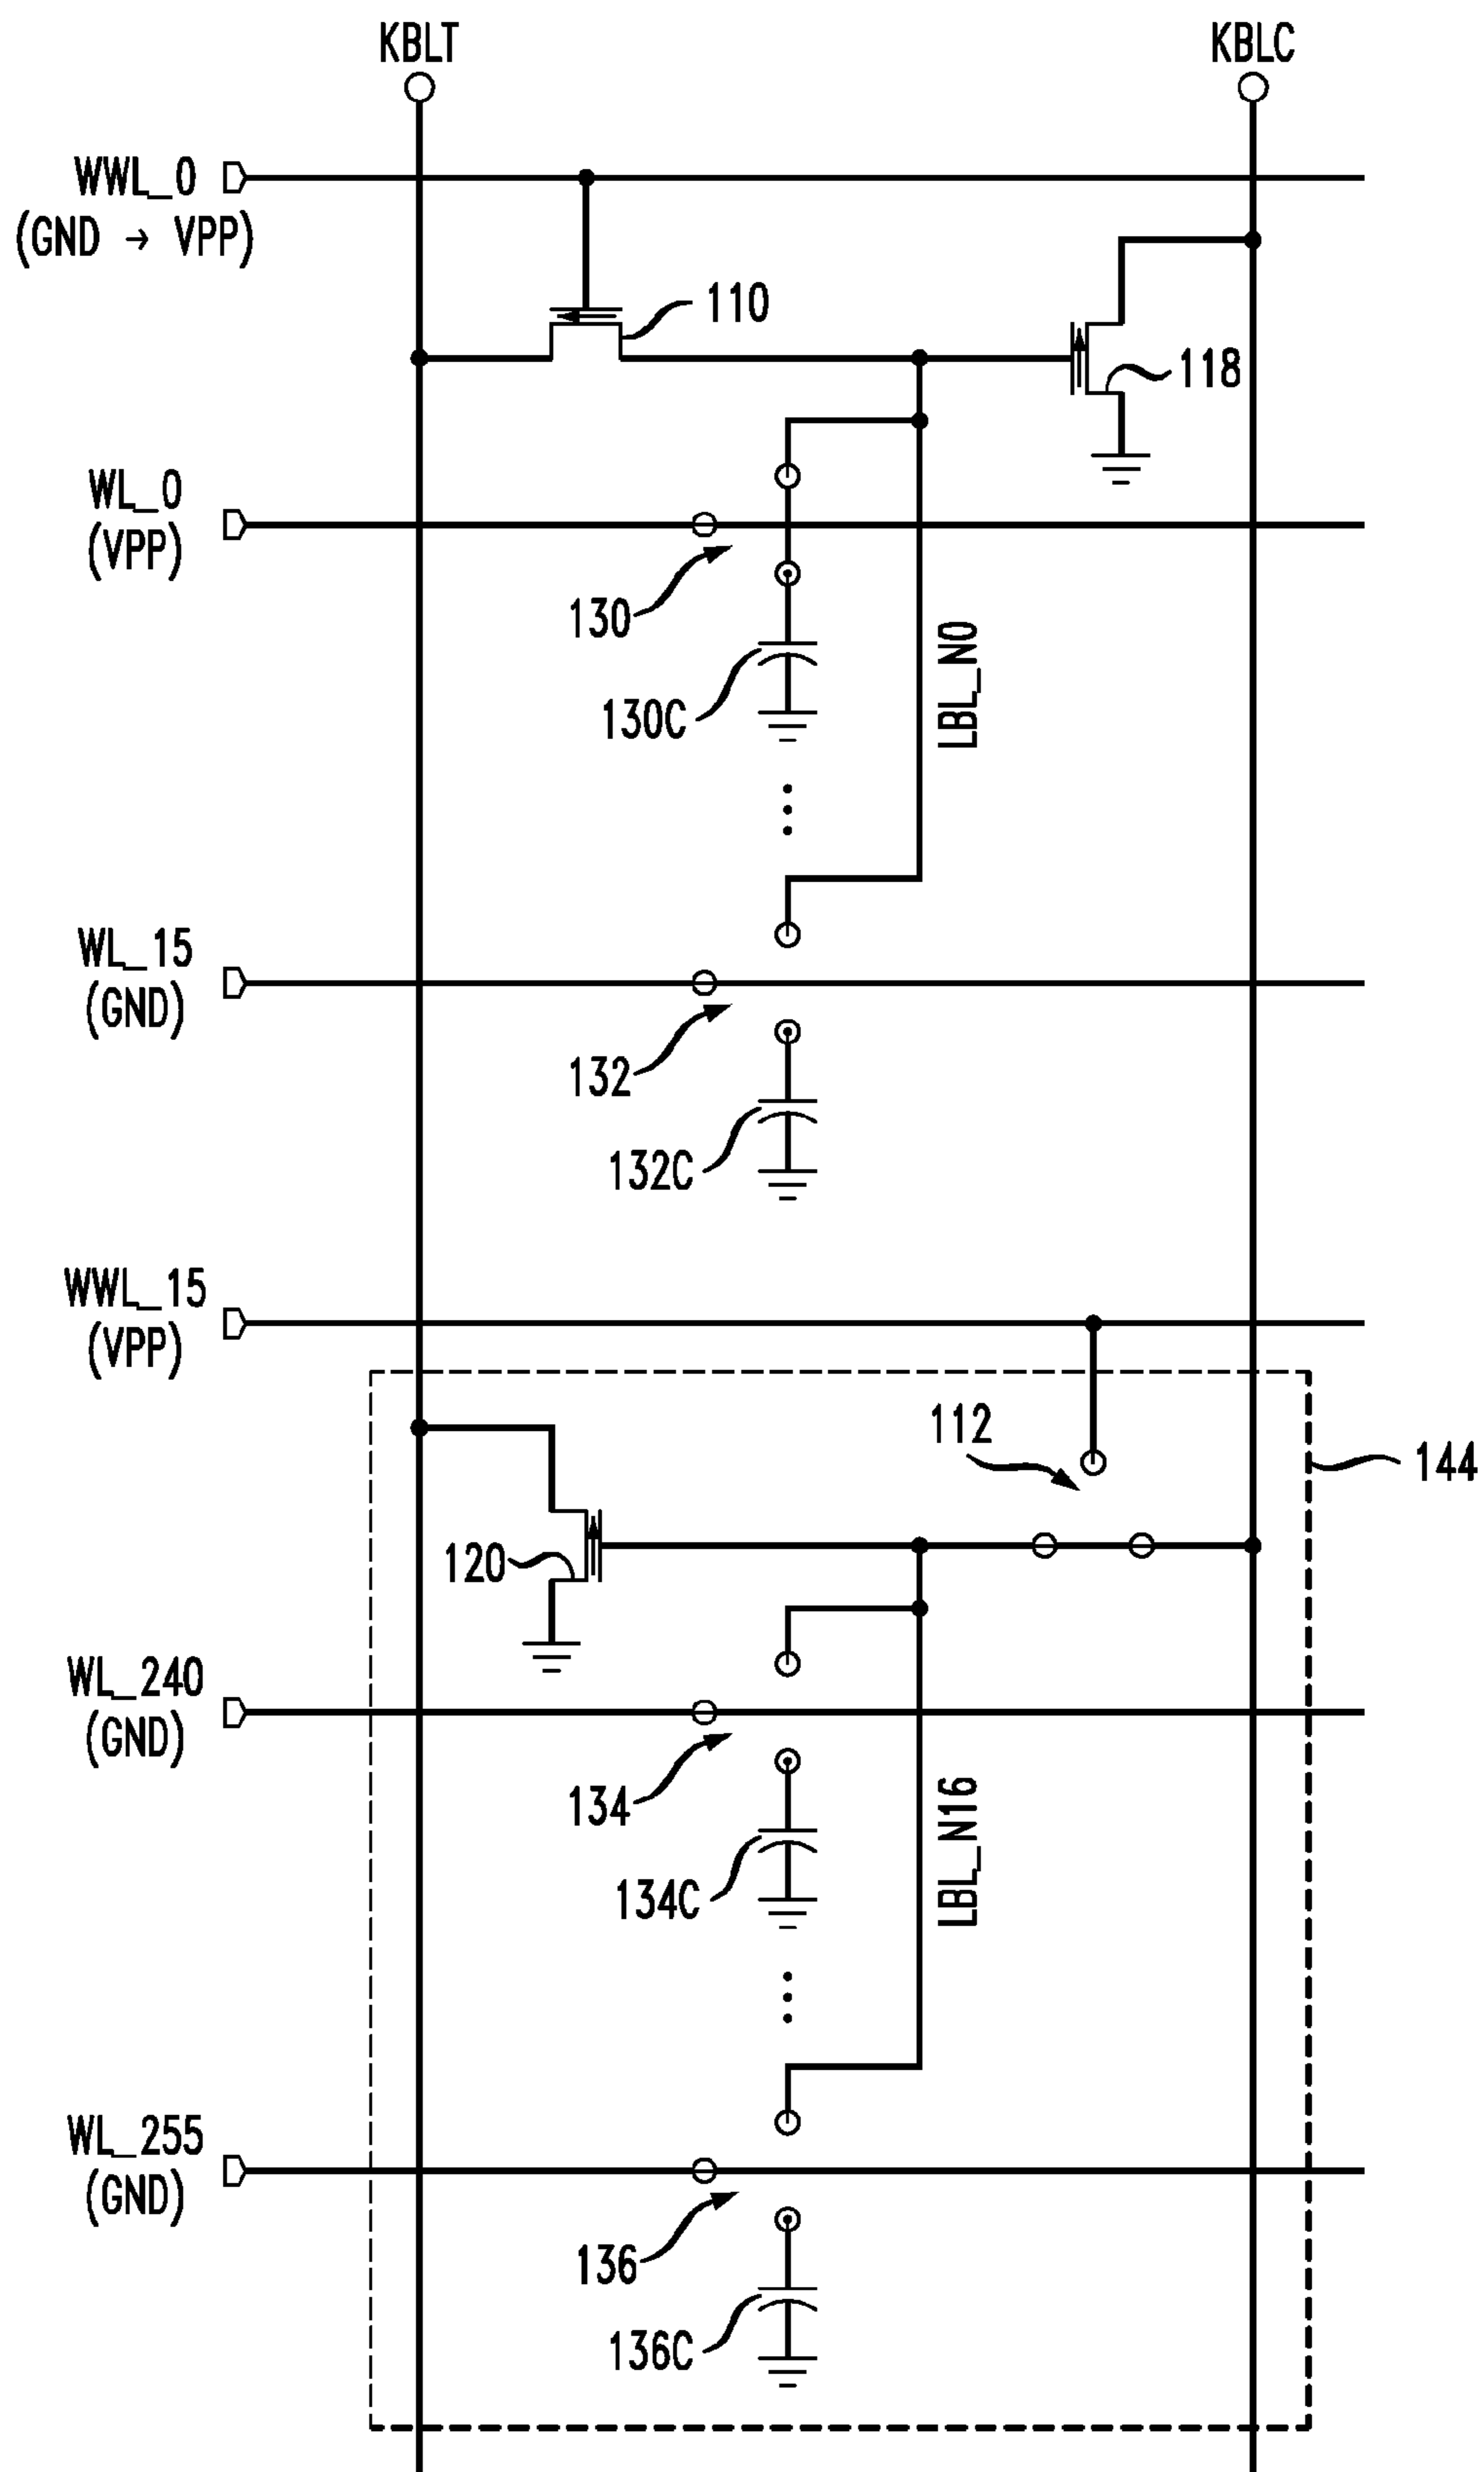 KBLT
KBLC
WWL_0
(GND → VPP)
110
118
WL_0
(VPP)
130
130C
LBL_N0
WL_15
(GND)
132
132C
WWL_15
(VPP)
112
144
120
WL_240
(GND)
134
134C
LBL_N16
WL_255
(GND)
136
136C